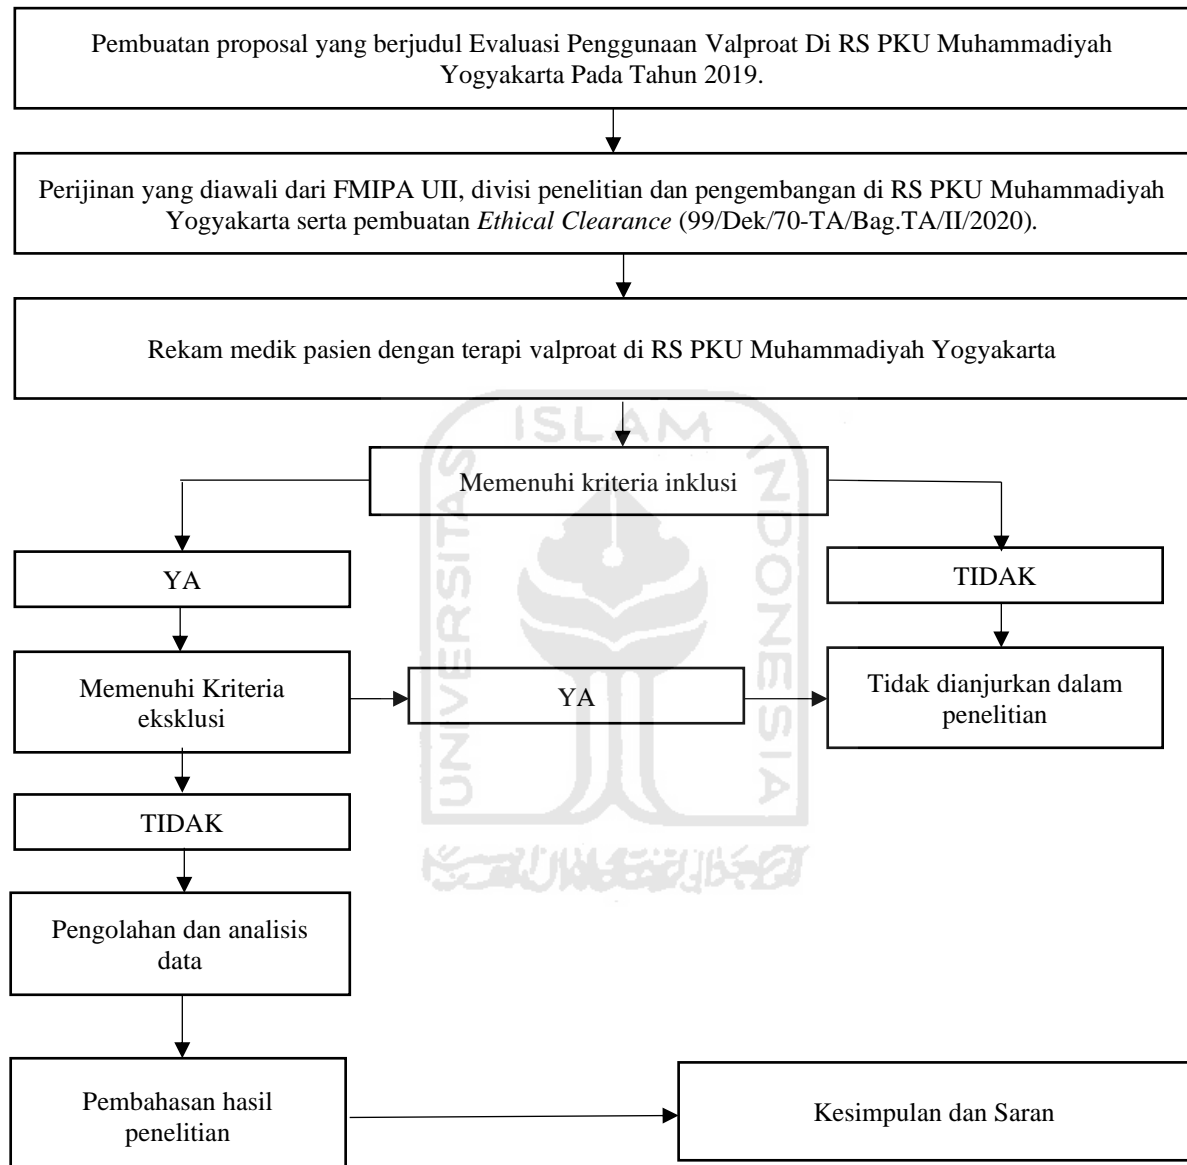 Pembuatan proposal yang berjudul Evaluasi Penggunaan Valproat Di RS PKU Muhammadiyah
Yogyakarta Pada Tahun 2019.
Perijinan yang diawali dari FMIPA UII, divisi penelitian dan pengembangan di RS PKU Muhammadiyah
Yogyakarta serta pembuatan Ethical Clearance (99/Dek/70-TA/Bag.TA/II/2020).
Rekam medik pasien dengan terapi valproat di RS PKU Muhammadiyah Yogyakarta
ISLAM
UNIVERSITAS
INDONESIA
Memenuhi kriteria inklusi
YA
TIDAK
Memenuhi Kriteria
eksklusi
YA
Tidak dianjurkan dalam
penelitian
TIDAK
Pengolahan dan analisis
data
Pembahasan hasil
penelitian
Kesimpulan dan Saran